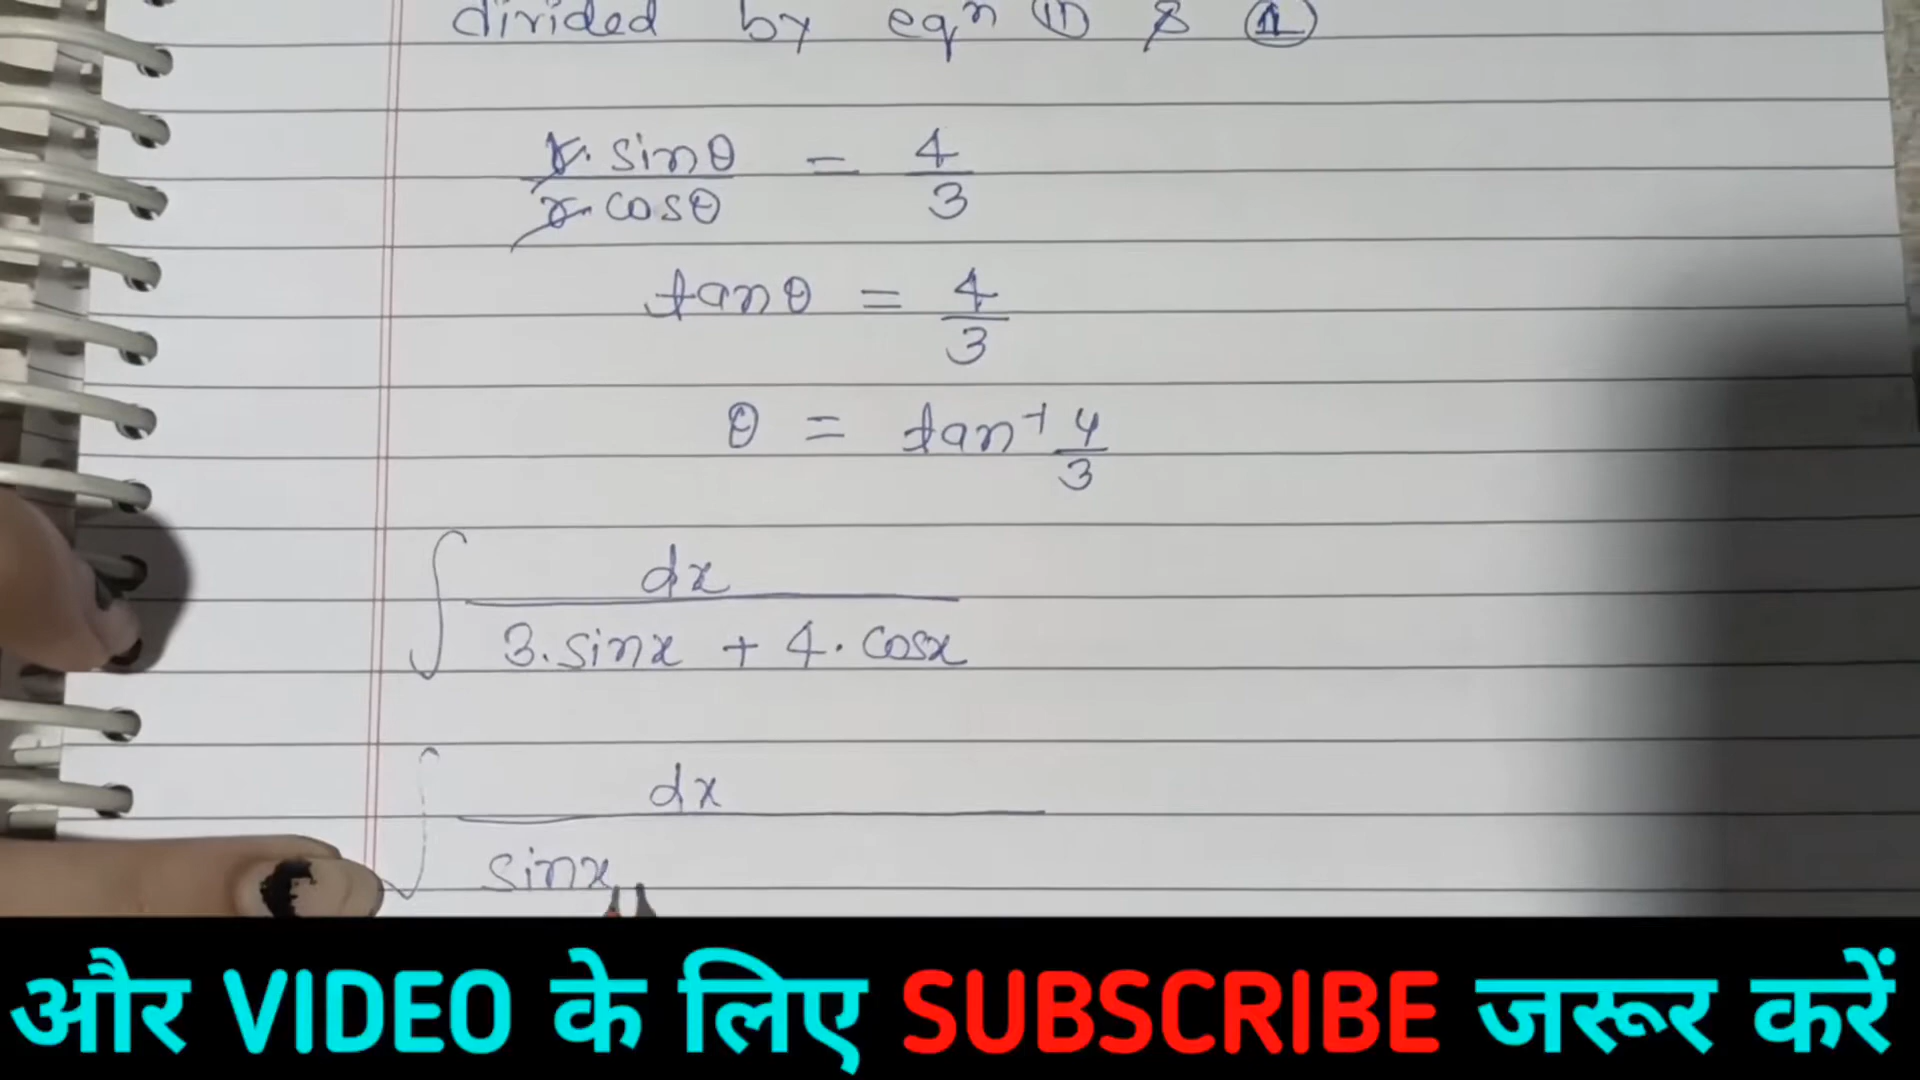 divided by eqⁿ ⑪ & ①
r. sinθ / r. cosθ = 4/3
tanθ = 4/3
θ = tan⁻¹ 4/3
∫ dx / 3.sinx + 4.cosx
∫ dx / sinx
और VIDEO के लिए SUBSCRIBE जरूर करें